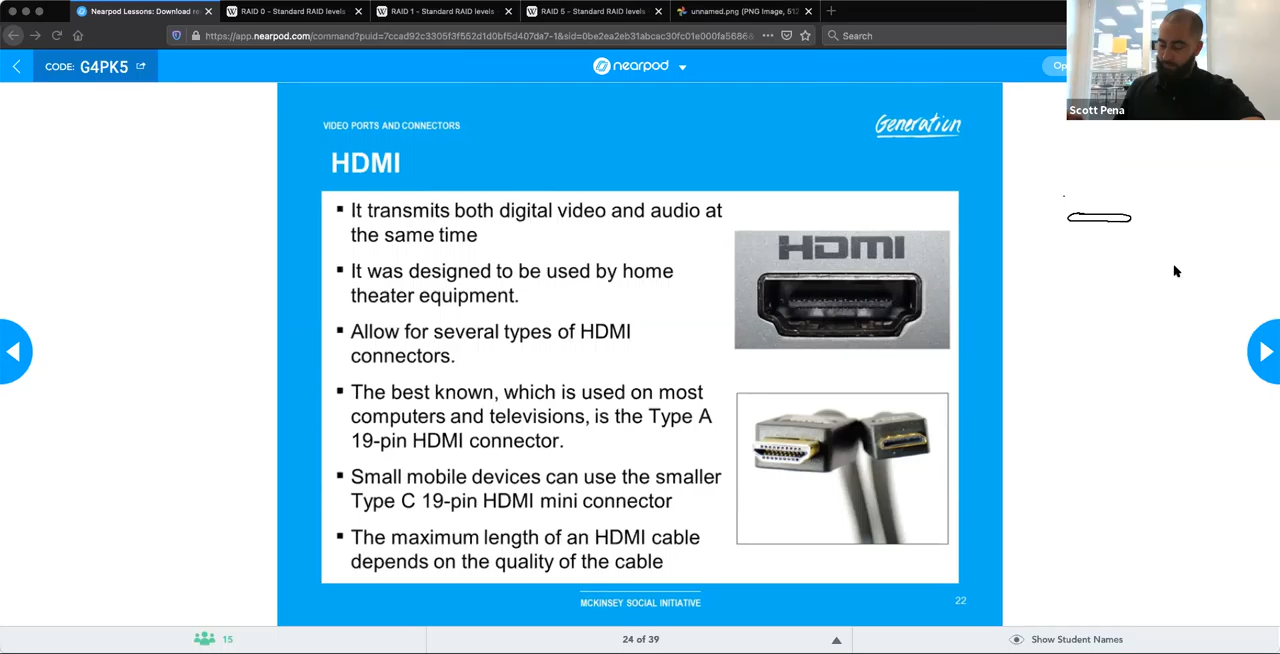 Nearpod Lessons: Download re
RAID 0 - Standard RAID levels
RAID 1 - Standard RAID levels
RAID 5 - Standard RAID levels
unnamed.png (PNG Image, 512
Search
CODE: G4PK5
nearpod
Op
Scott Pena
VIDEO PORTS AND CONNECTORS
Generation
HDMI
▪ It transmits both digital video and audio at
the same time
▪ It was designed to be used by home
theater equipment.
▪ Allow for several types of HDMI
connectors.
▪ The best known, which is used on most
computers and televisions, is the Type A
19-pin HDMI connector.
▪ Small mobile devices can use the smaller
Type C 19-pin HDMI mini connector
▪ The maximum length of an HDMI cable
depends on the quality of the cable
HDMI
MCKINSEY SOCIAL INITIATIVE
22
15
24 of 39
Show Student Names